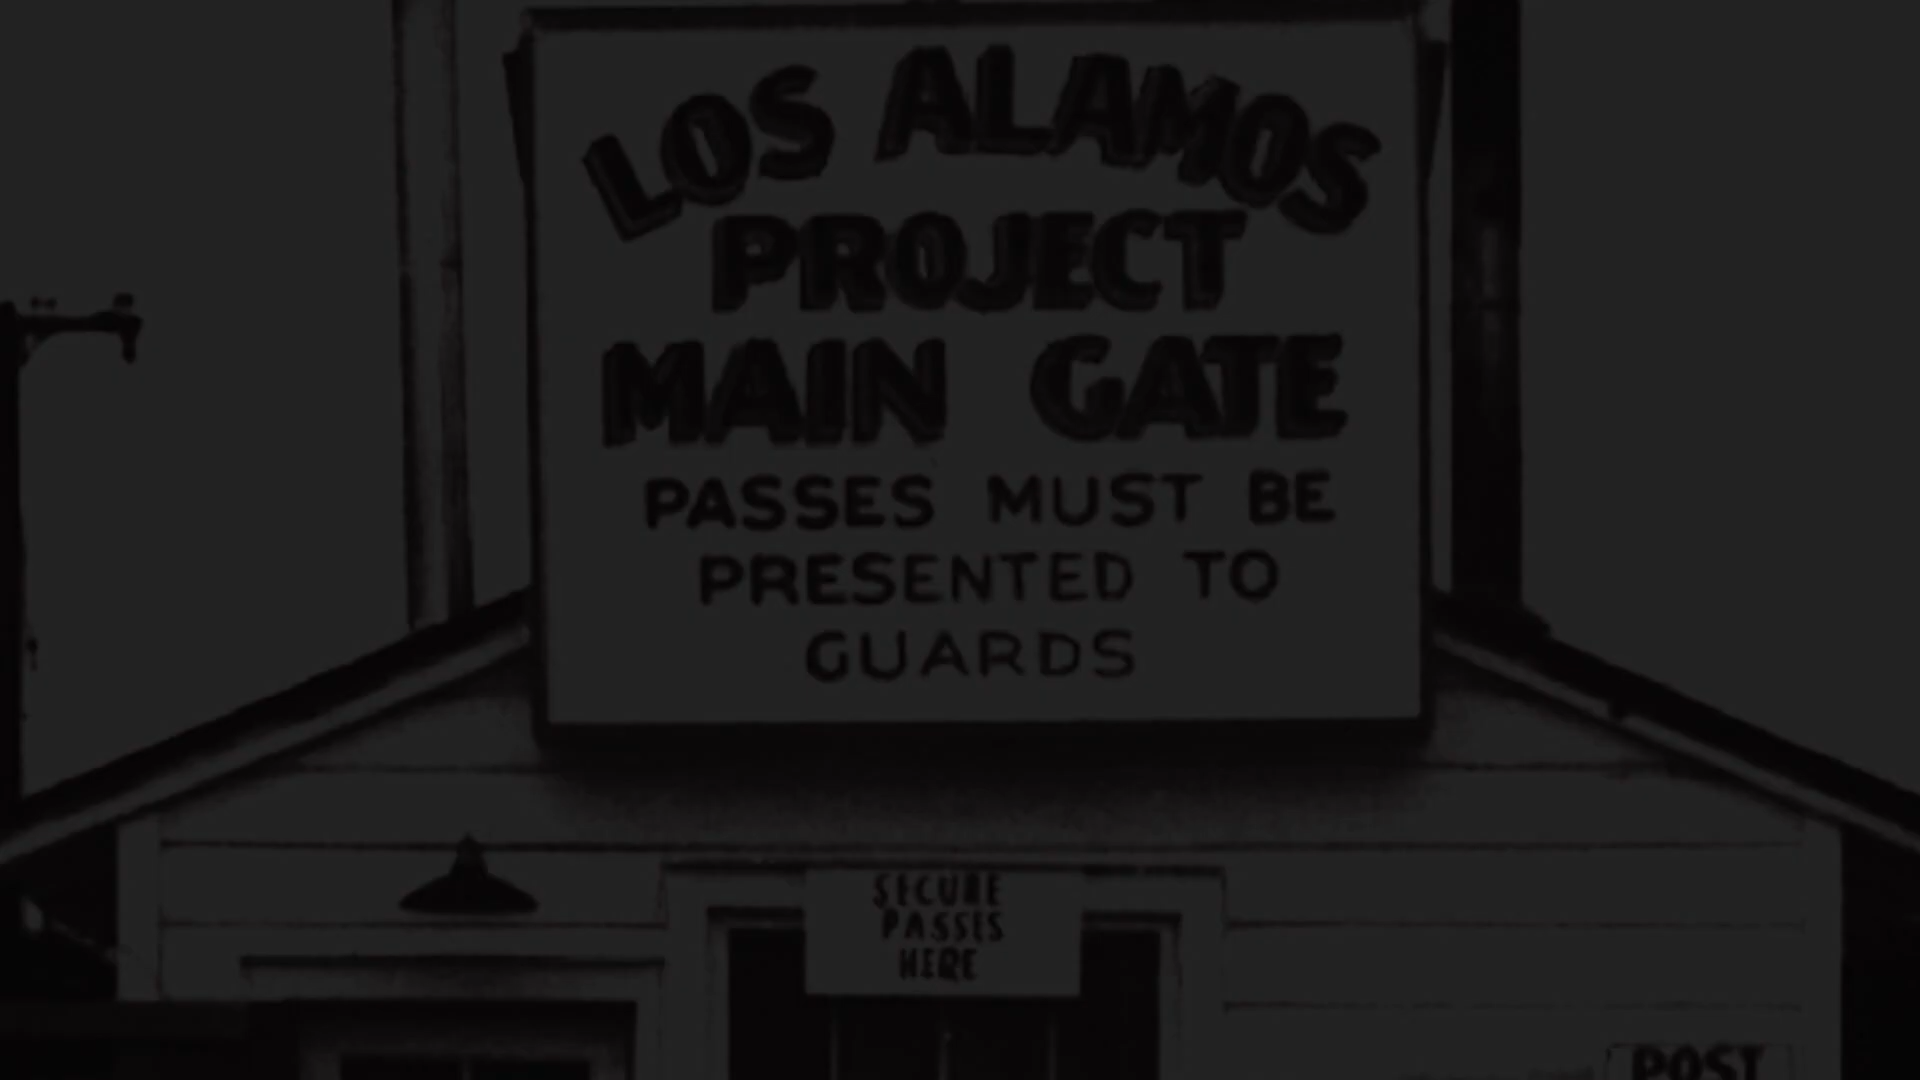 LOS ALAMOS
PROJECT
MAIN GATE
PASSES MUST BE
PRESENTED TO
GUARDS
SECURE
PASSES
HERE
POST